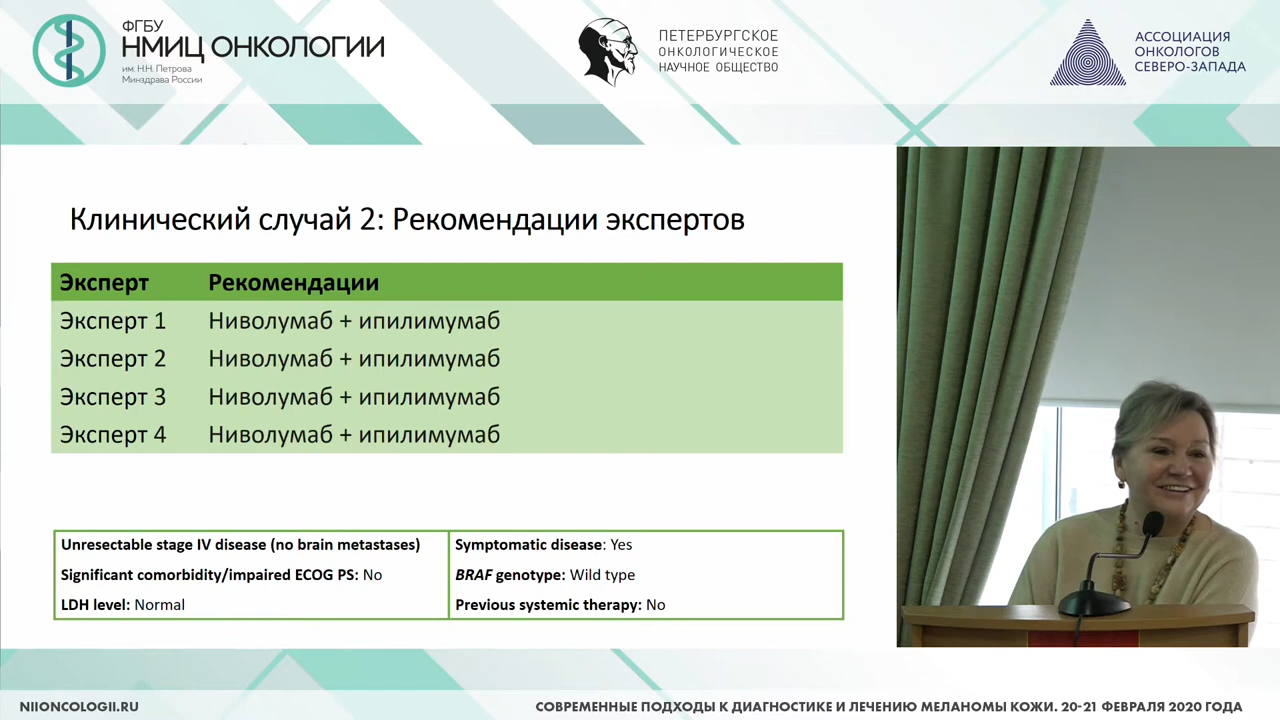 ФГБУ
НМИЦ ОНКОЛОГИИ
им. Н.Н. Петрова
Минздрава России
ПЕТЕРБУРГСКОЕ
ОНКОЛОГИЧЕСКОЕ
НАУЧНОЕ ОБЩЕСТВО
АССОЦИАЦИЯ
ОНКОЛОГОВ
СЕВЕРО-ЗАПАДА
Клинический случай 2: Рекомендации экспертов
Эксперт Рекомендации
Эксперт 1 Ниволумаб + ипилимумаб
Эксперт 2 Ниволумаб + ипилимумаб
Эксперт 3 Ниволумаб + ипилимумаб
Эксперт 4 Ниволумаб + ипилимумаб
Unresectable stage IV disease (no brain metastases)
Significant comorbidity/impaired ECOG PS: No
LDH level: Normal
Symptomatic disease: Yes
BRAF genotype: Wild type
Previous systemic therapy: No
NIIONCOLOGII.RU
СОВРЕМЕННЫЕ ПОДХОДЫ К ДИАГНОСТИКЕ И ЛЕЧЕНИЮ МЕЛАНОМЫ КОЖИ. 20-21 ФЕВРАЛЯ 2020 ГОДА